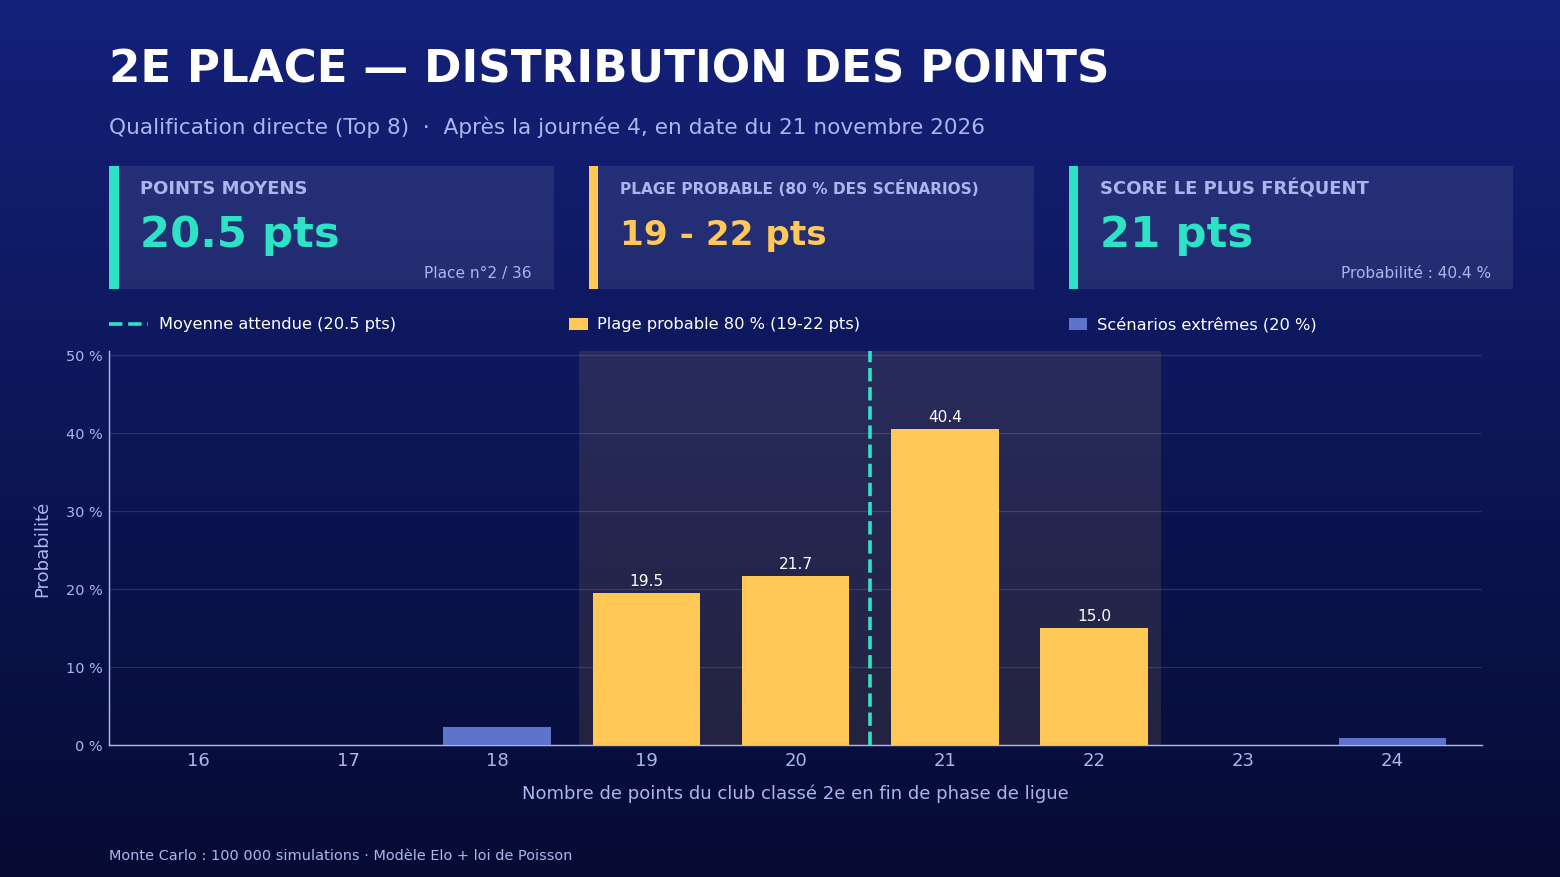 2E PLACE — DISTRIBUTION DES POINTS
Qualification directe (Top 8) · Après la journée 4, en date du 21 novembre 2026
POINTS MOYENS
20.5 pts
Place n°2 / 36
PLAGE PROBABLE (80 % DES SCÉNARIOS)
19 - 22 pts
SCORE LE PLUS FRÉQUENT
21 pts
Probabilité : 40.4 %
Moyenne attendue (20.5 pts)
Plage probable 80 % (19-22 pts)
Scénarios extrêmes (20 %)
Probabilité
50 %
40 %
30 %
20 %
10 %
0 %
19.5
21.7
40.4
15.0
16 17 18 19 20 21 22 23 24
Nombre de points du club classé 2e en fin de phase de ligue
Monte Carlo : 100 000 simulations · Modèle Elo + loi de Poisson